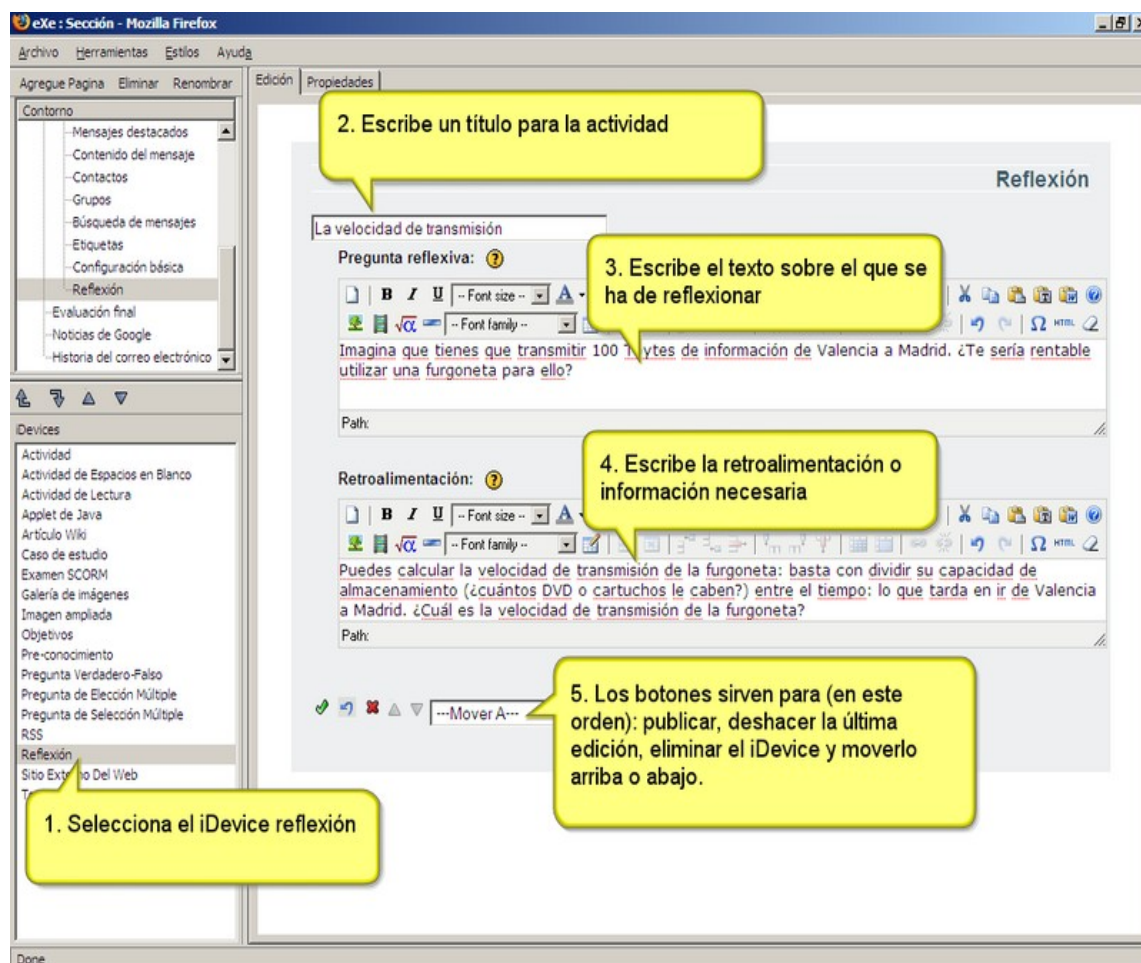 eXe : Sección - Mozilla Firefox
Archivo Herramientas Estilos Ayuda
Agregue Pagina Eliminar Renombrar
Edición Propiedades
Contorno
Mensajes destacados
Contenido del mensaje
Contactos
Grupos
Búsqueda de mensajes
Etiquetas
Configuración básica
Reflexión
Evaluación final
Noticias de Google
Historia del correo electrónico
iDevices
Actividad
Actividad de Espacios en Blanco
Actividad de Lectura
Applet de Java
Artículo Wiki
Caso de estudio
Examen SCORM
Galería de imágenes
Imagen ampliada
Objetivos
Pre-conocimiento
Pregunta Verdadero-Falso
Pregunta de Elección Múltiple
Pregunta de Selección Múltiple
RSS
Reflexión
Sitio Del Web
1. Selecciona el iDevice reflexión
2. Escribe un título para la actividad
Reflexión
La velocidad de transmisión
Pregunta reflexiva:
3. Escribe el texto sobre el que se
ha de reflexionar
B I U -- Font size -- A
-- Font family -- Ω HTML
Imagina que tienes que transmitir 100 de información de Valencia a Madrid. ¿Te sería rentable
utilizar una furgoneta para ello?
Path:
Retroalimentación:
4. Escribe la retroalimentación o
información necesaria
B I U -- Font size -- A
-- Font family -- Ω HTML
Puedes calcular la velocidad de transmisión de la furgoneta: basta con dividir su capacidad de
almacenamiento (¿cuántos DVD o cartuchos le caben?) entre el tiempo: lo que tarda en ir de Valencia
a Madrid. ¿Cuál es la velocidad de transmisión de la furgoneta?
Path:
---Mover A---
5. Los botones sirven para (en este
orden): publicar, deshacer la última
edición, eliminar el iDevice y moverlo
arriba o abajo.
Done